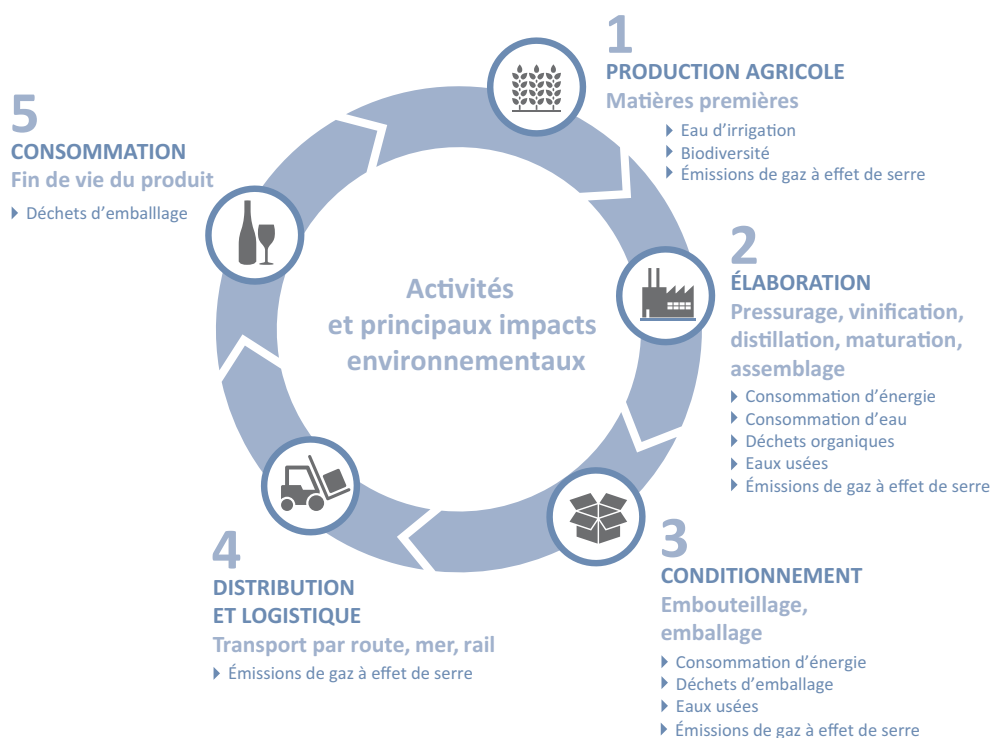 1
PRODUCTION AGRICOLE
Matières premières
Eau d'irrigation
Biodiversité
Émissions de gaz à effet de serre
2
ÉLABORATION
Pressurage, vinification,
distillation, maturation,
assemblage
Consommation d'énergie
Consommation d'eau
Déchets organiques
Eaux usées
Émissions de gaz à effet de serre
3
CONDITIONNEMENT
Embouteillage,
emballage
Consommation d'énergie
Déchets d'emballage
Eaux usées
Émissions de gaz à effet de serre
4
DISTRIBUTION
ET LOGISTIQUE
Transport par route, mer, rail
Émissions de gaz à effet de serre
5
CONSOMMATION
Fin de vie du produit
Déchets d'emballlage
Activités
et principaux impacts
environnementaux